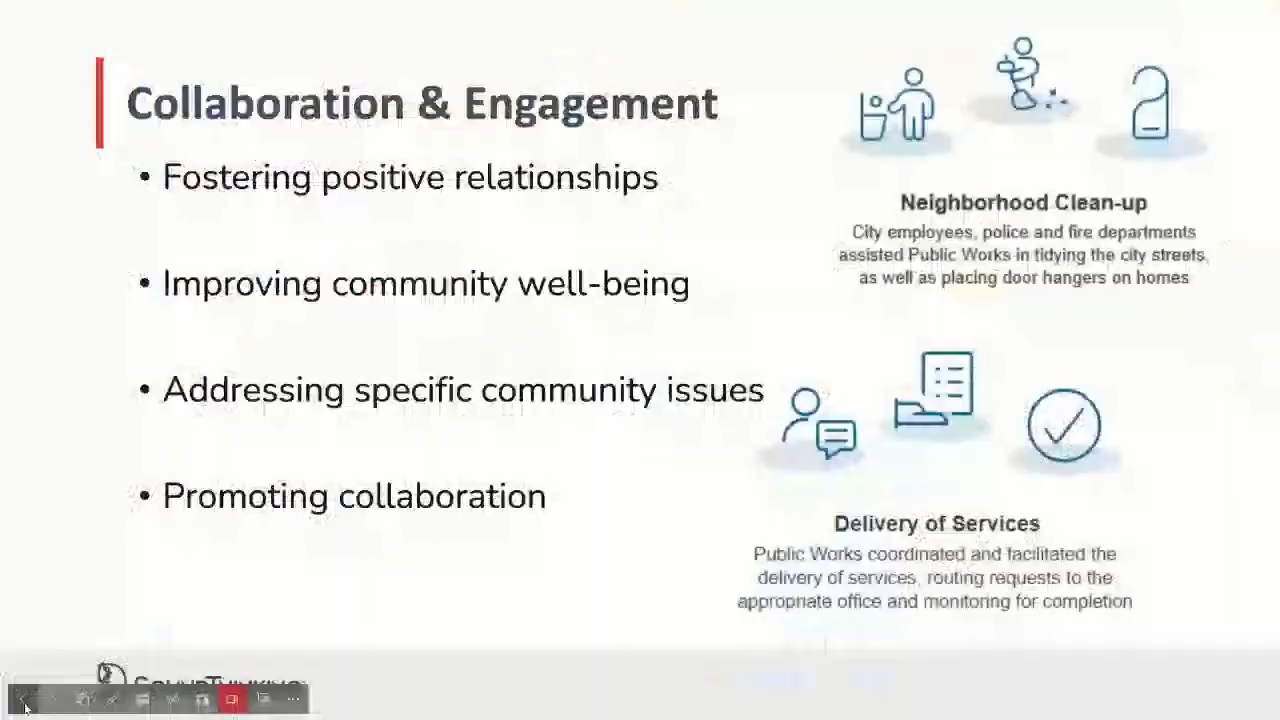 Collaboration & Engagement
• Fostering positive relationships
• Improving community well-being
• Addressing specific community issues
• Promoting collaboration
Neighborhood Clean-up
City employees, police and fire departments
assisted Public Works in tidying the city streets,
as well as placing door hangers on homes
Delivery of Services
Public Works coordinated and facilitated the
delivery of services, routing requests to the
appropriate office and monitoring for completion